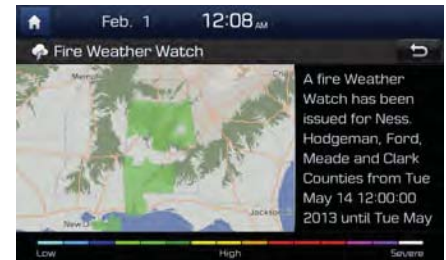 Feb. 1
12:08 AM
Fire Weather Watch
A fire Weather
Watch has been
issued for Ness.
Hodgeman, Ford,
Meade and Clark
Counties from Tue
May 14 12:00:00
2013 until Tue May
Low
High
Severe